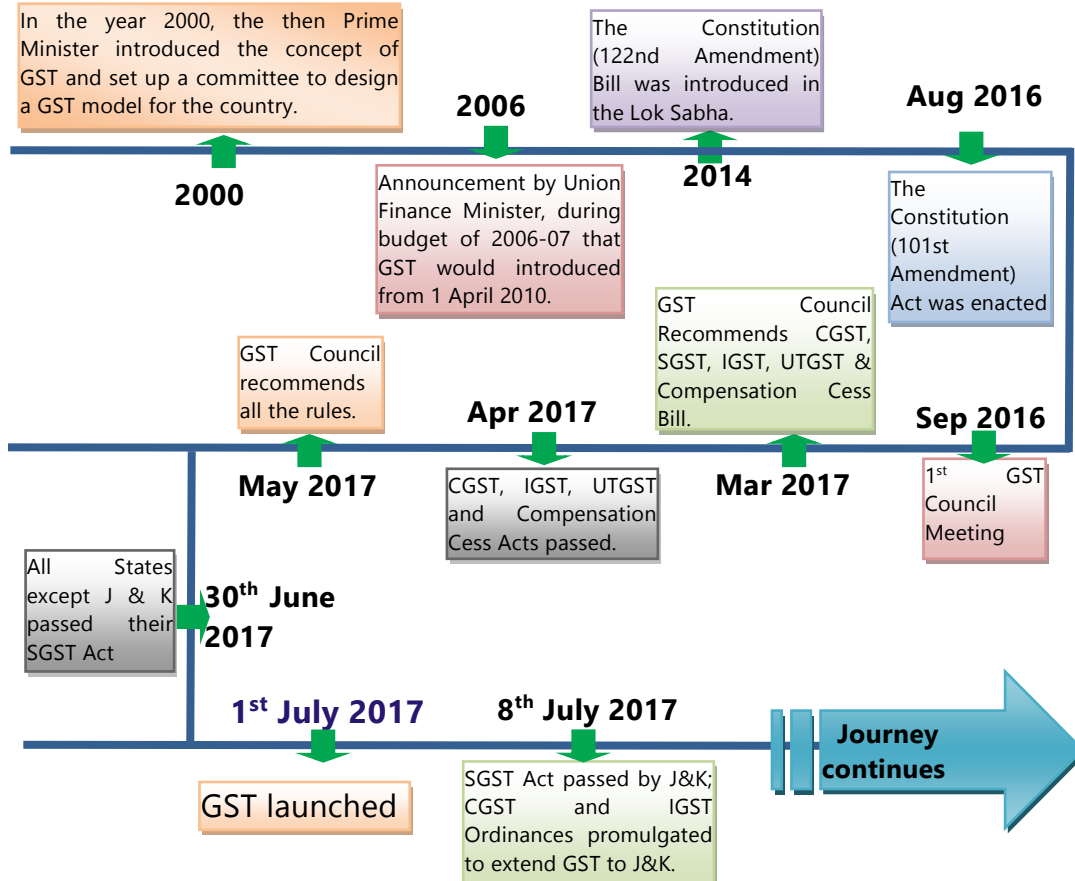 In the year 2000, the then Prime
Minister introduced the concept of
GST and set up a committee to design
a GST model for the country.
2000
2006
Announcement by Union
Finance Minister, during
budget of 2006-07 that
GST would introduced
from 1 April 2010.
The Constitution
(122nd Amendment)
Bill was introduced in
the Lok Sabha.
2014
Aug 2016
The
Constitution
(101st
Amendment)
Act was enacted
Sep 2016
1st GST
Council
Meeting
GST Council
Recommends CGST,
SGST, IGST, UTGST &
Compensation Cess
Bill.
Mar 2017
Apr 2017
CGST, IGST, UTGST
and Compensation
Cess Acts passed.
GST Council
recommends
all the rules.
May 2017
All States
except J & K
passed their
SGST Act
30th June
2017
1st July 2017
GST launched
8th July 2017
SGST Act passed by J&K;
CGST and IGST
Ordinances promulgated
to extend GST to J&K.
Journey
continues